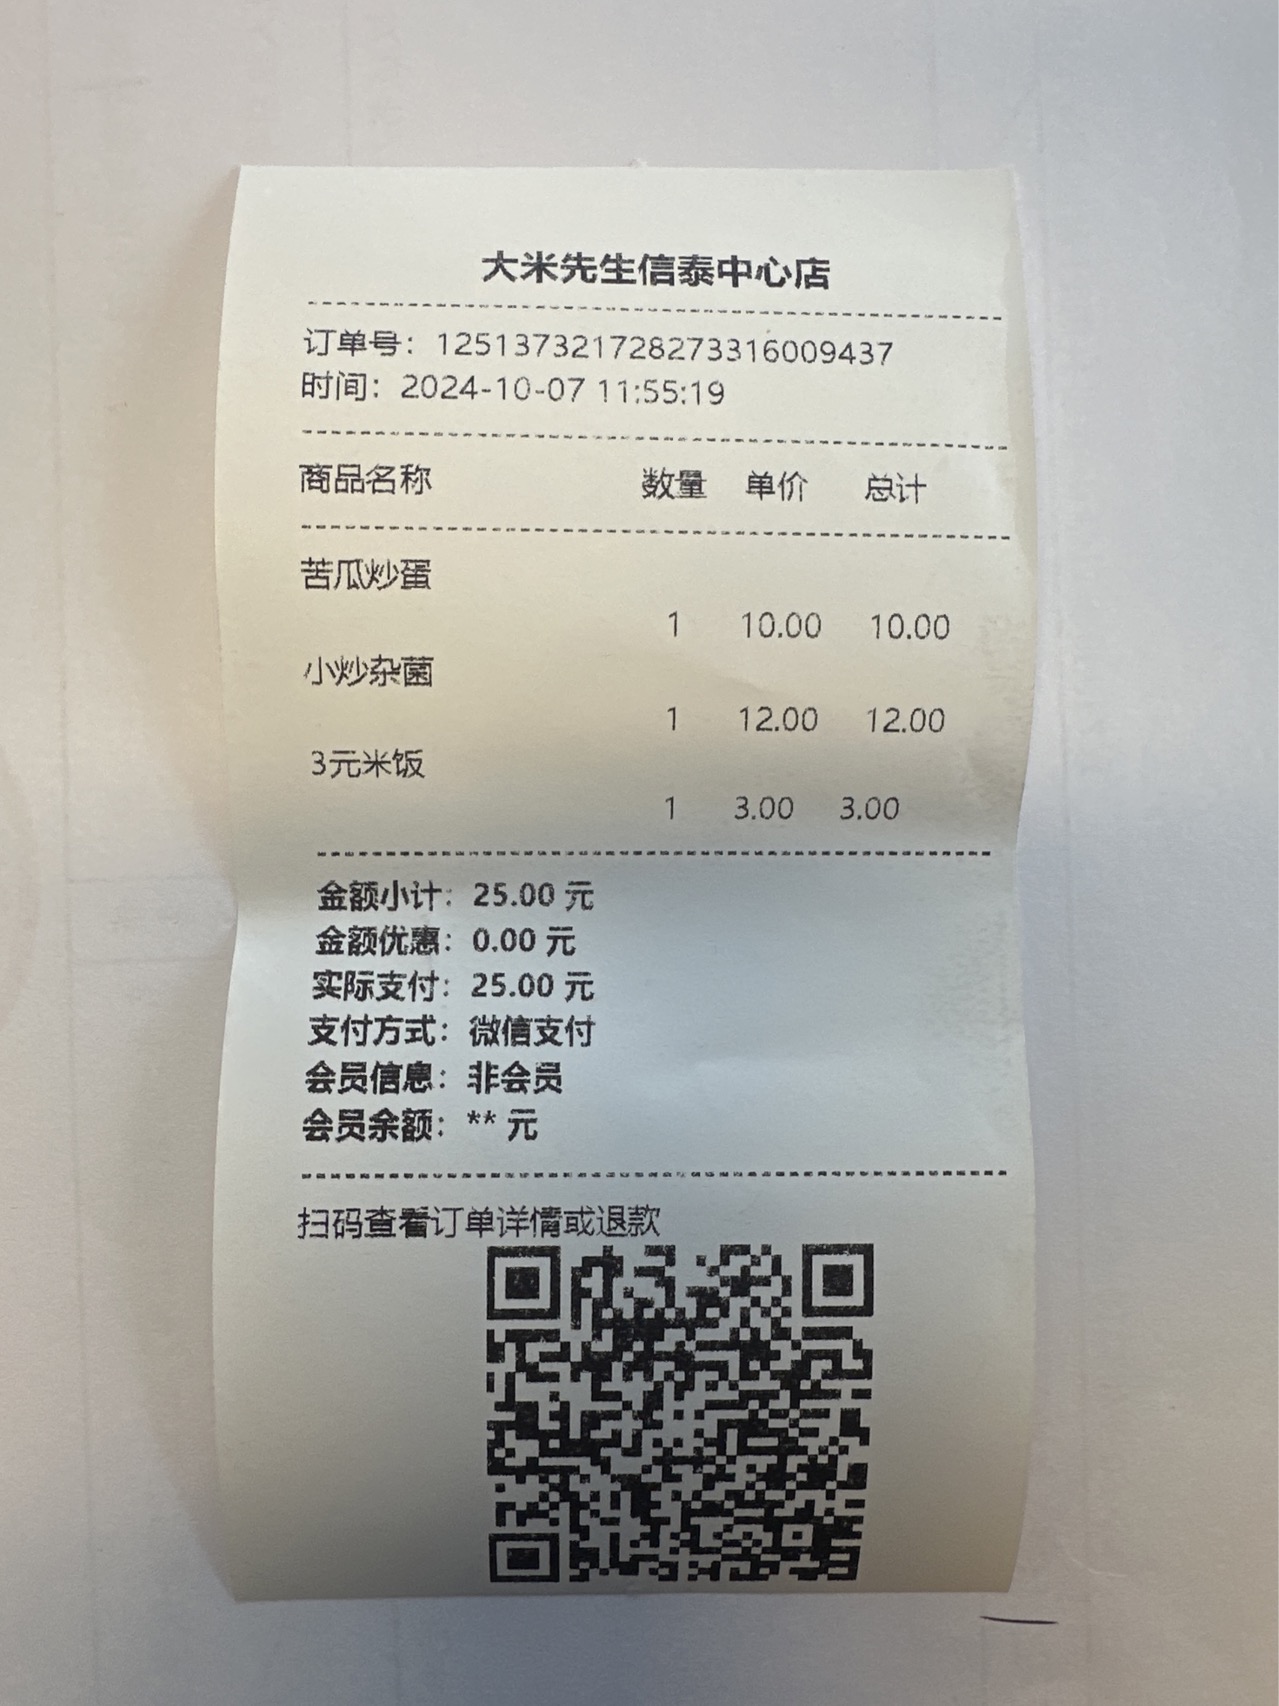 大米先生信泰中心店
订单号：125137321728273316009437
时间：2024-10-07 11:55:19
商品名称 数量 单价 总计
苦瓜炒蛋
1 10.00 10.00
小炒杂菌
1 12.00 12.00
3元米饭
1 3.00 3.00
金额小计：25.00 元
金额优惠：0.00 元
实际支付：25.00 元
支付方式：微信支付
会员信息：非会员
会员余额：** 元
扫码查看订单详情或退款